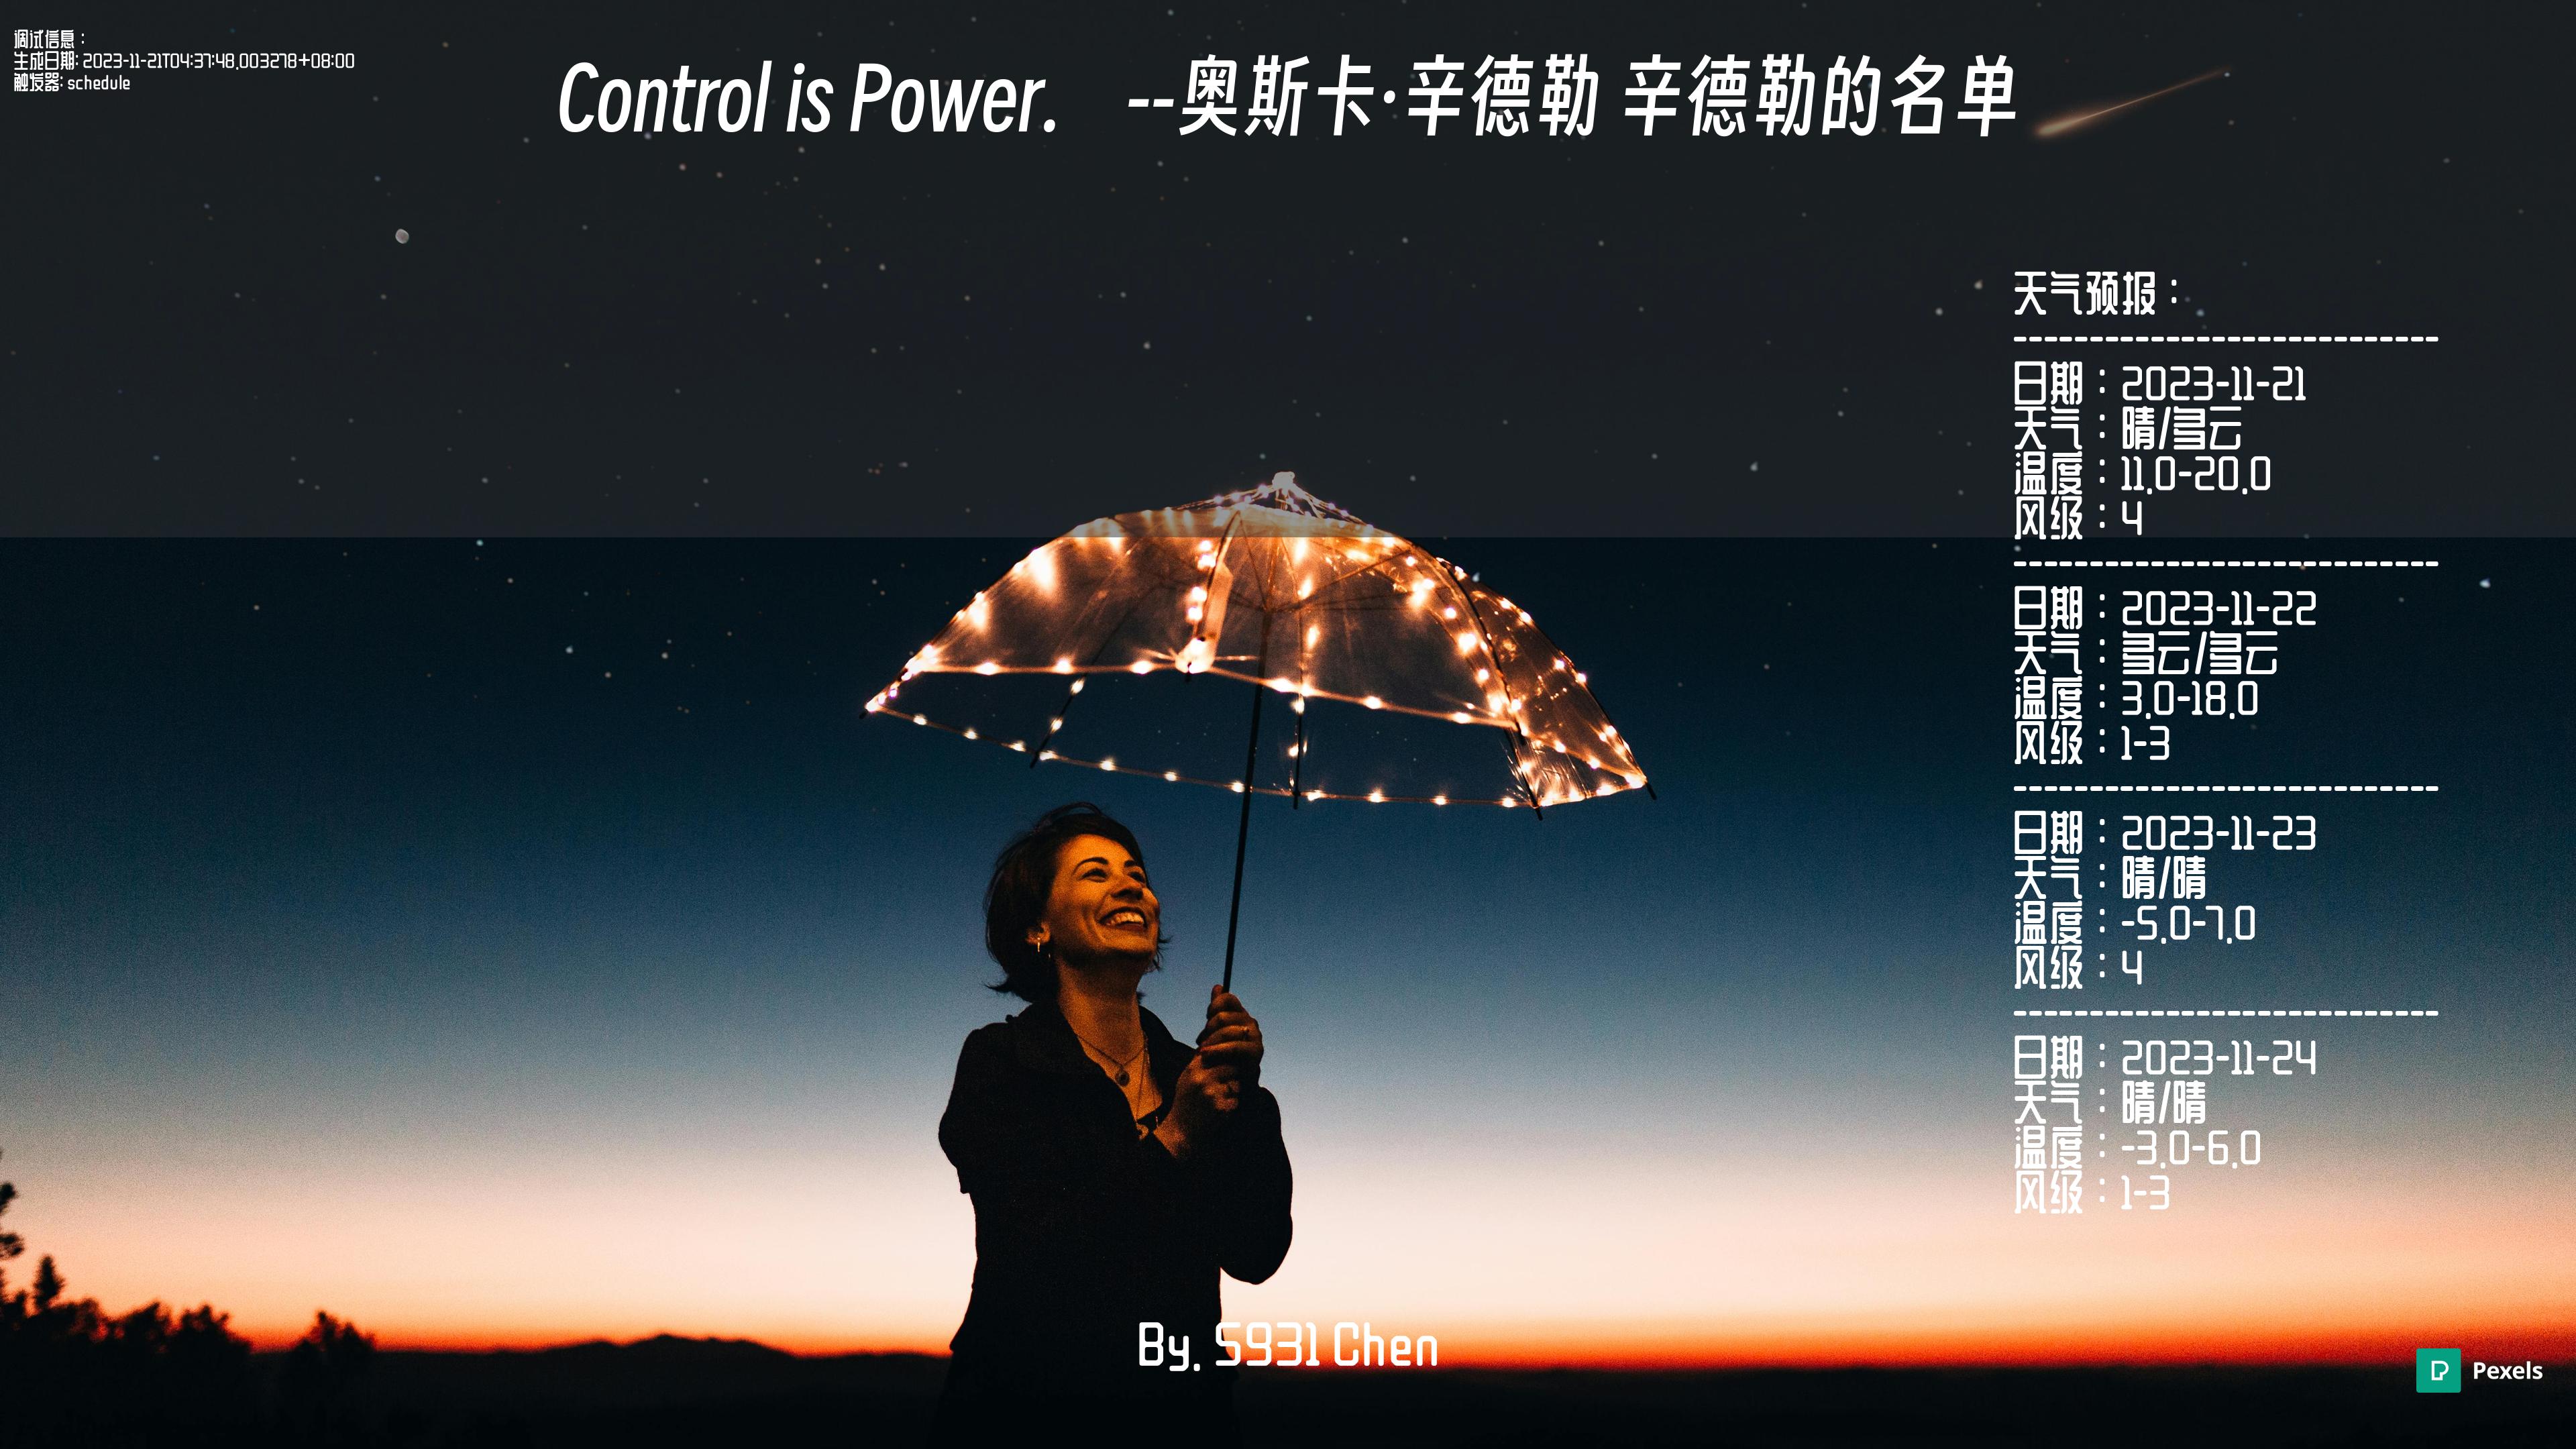 调试信息：
生成日期: 2023-11-21T04:37:48.003278+08:00
触发器: schedule
Control is Power. --奥斯卡·辛德勒 辛德勒的名单
天气预报：
----------------------------
日期：2023-11-21
天气：晴/多云
温度：11.0-20.0
风级：4
----------------------------
日期：2023-11-22
天气：多云/多云
温度：3.0-18.0
风级：1-3
----------------------------
日期：2023-11-23
天气：晴/晴
温度：-5.0-7.0
风级：4
----------------------------
日期：2023-11-24
天气：晴/晴
温度：-3.0-6.0
风级：1-3
By. S931 Chen
Pexels